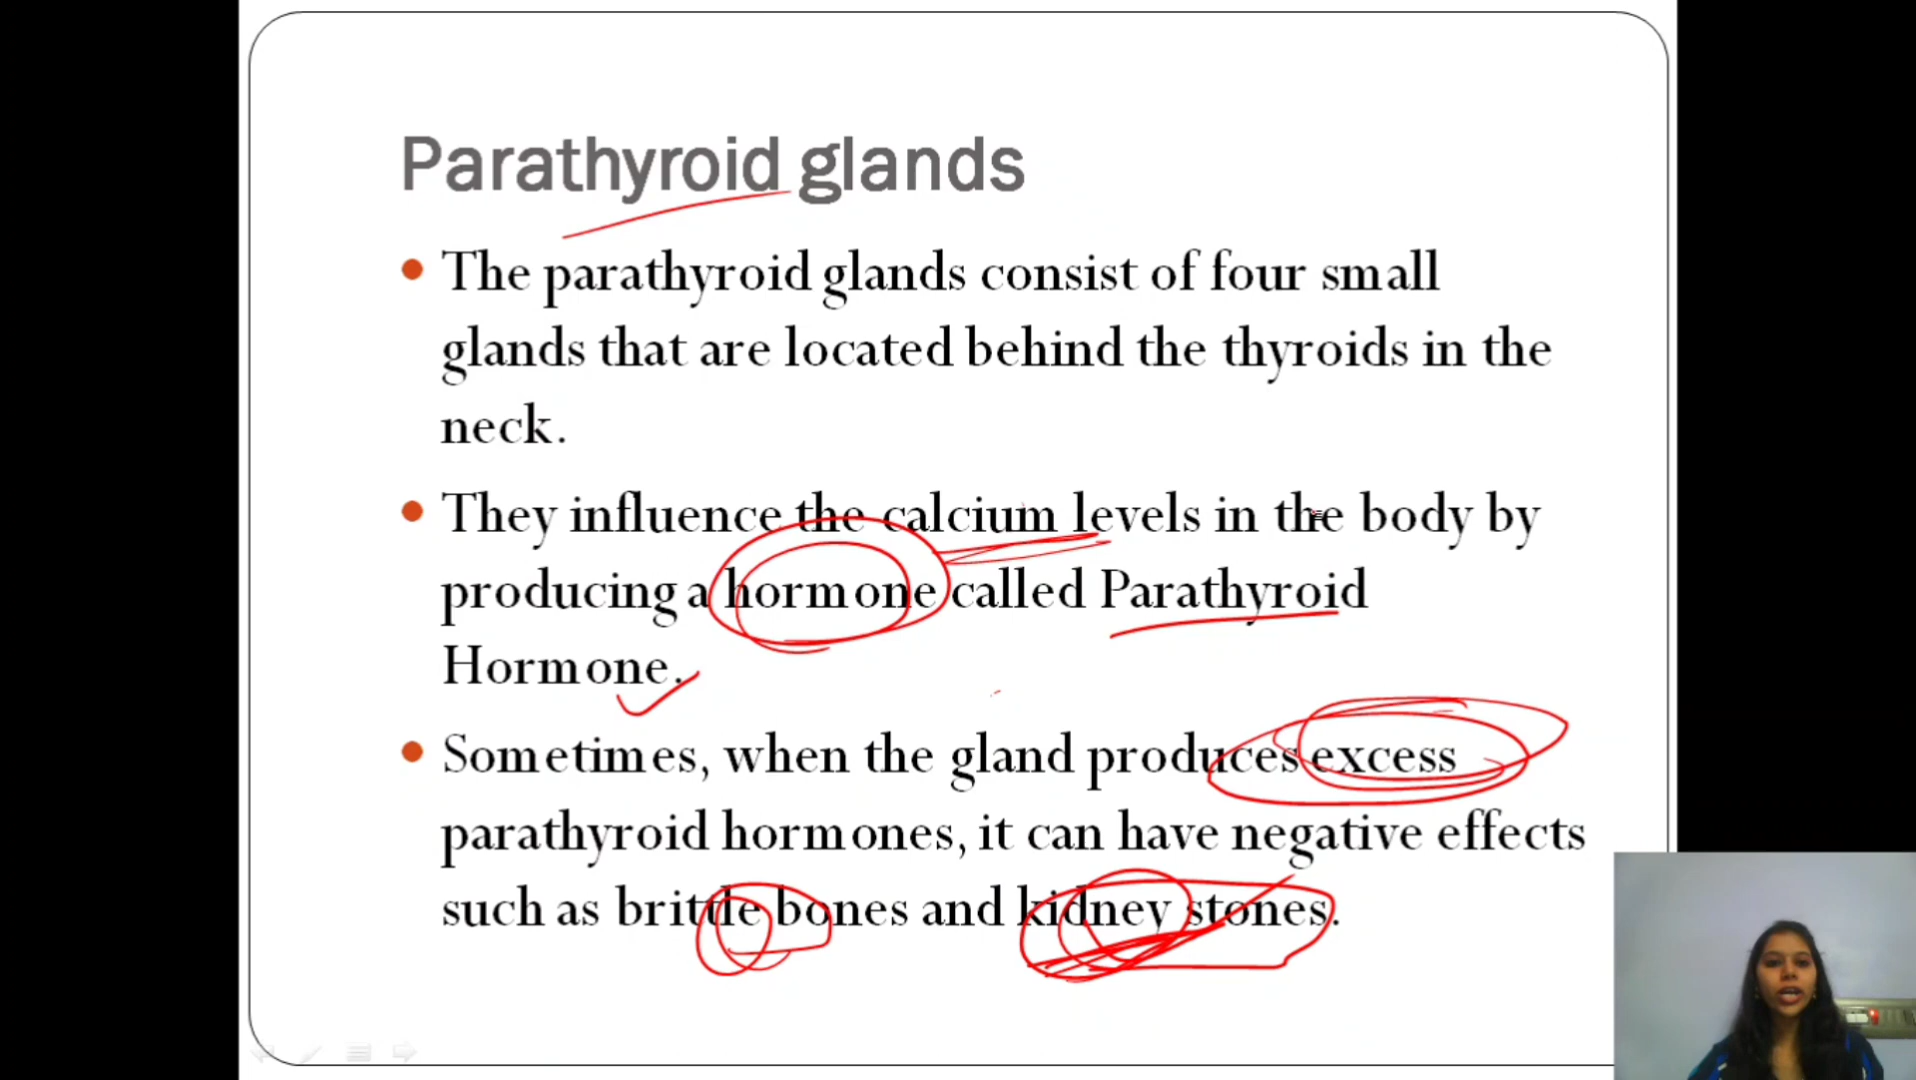 Parathyroid glands
The parathyroid glands consist of four small
glands that are located behind the thyroids in the
neck.
They influence the calcium levels in the body by
producing a hormone called Parathyroid
Hormone.
Sometimes, when the gland produces excess
parathyroid hormones, it can have negative effects
such as brittle bones and kidney stones.